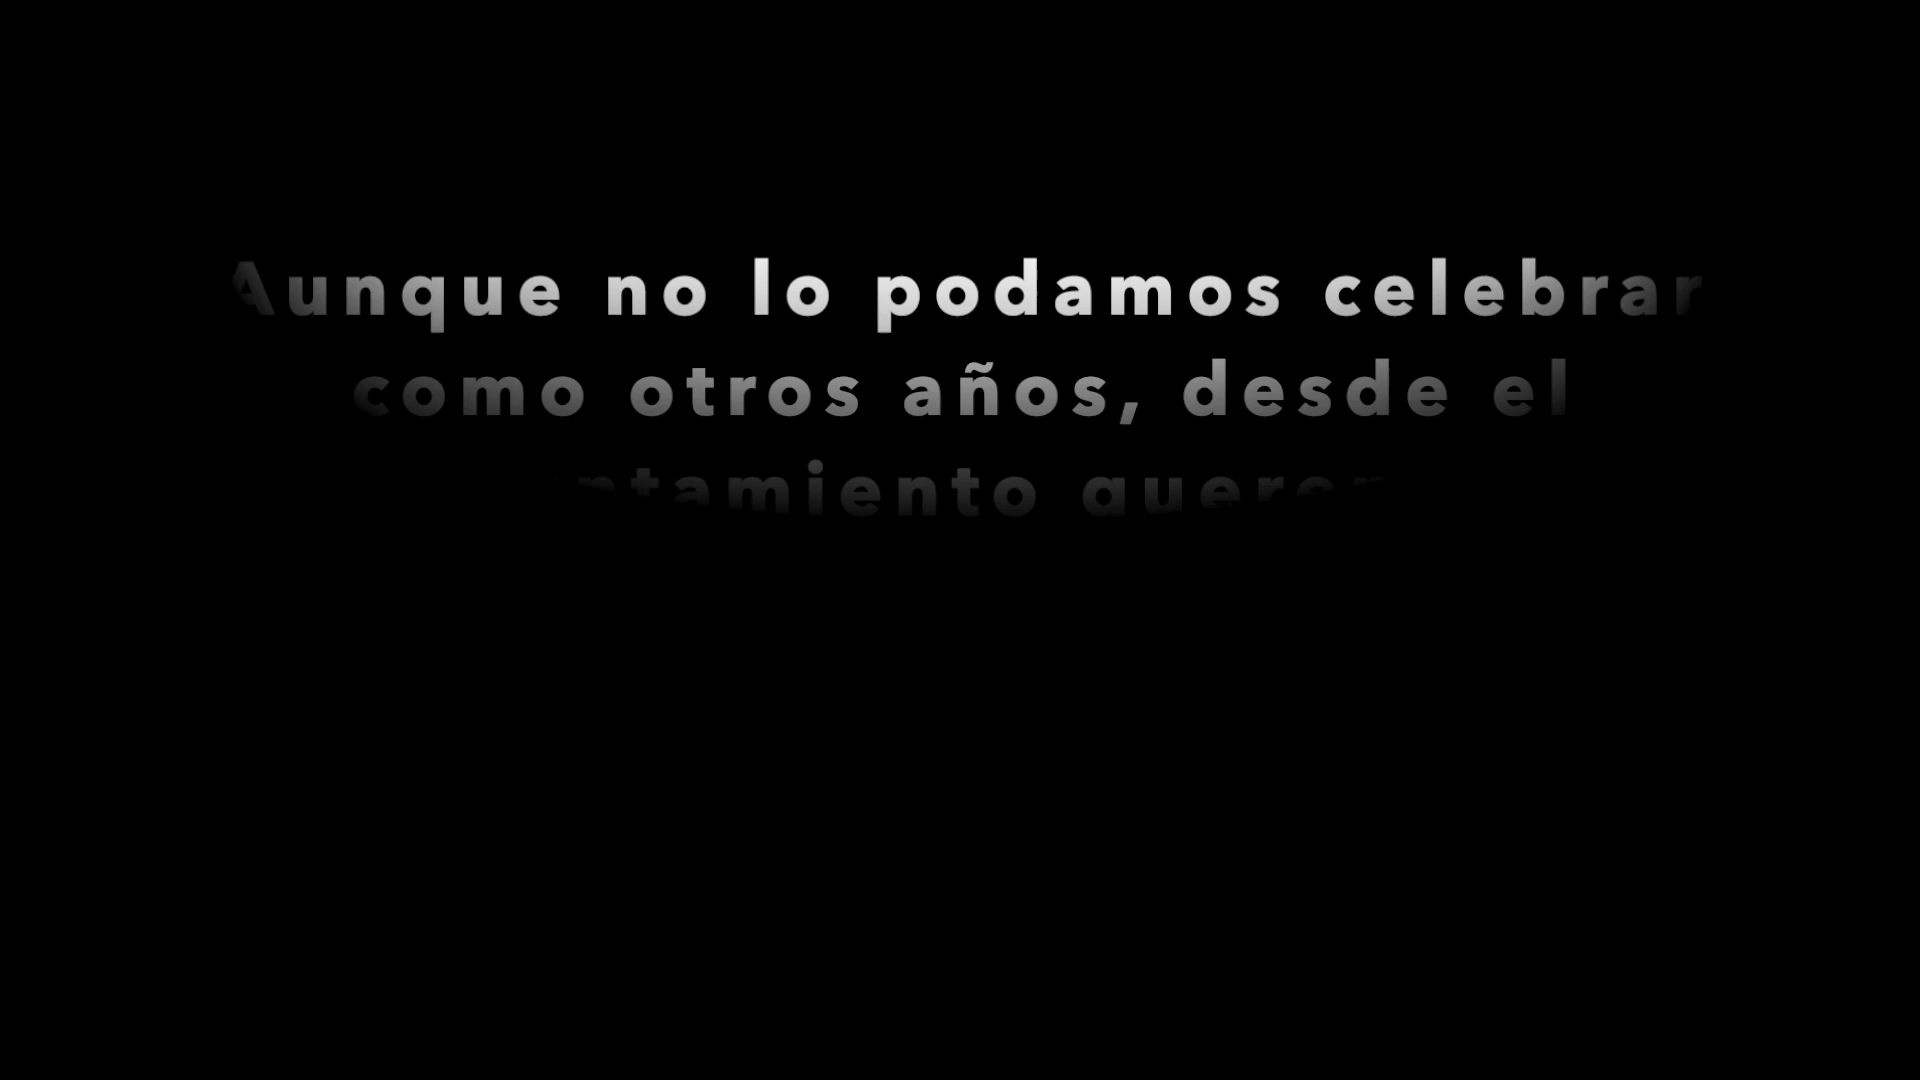 Aunque no lo podamos celebrar
como otros años, desde el